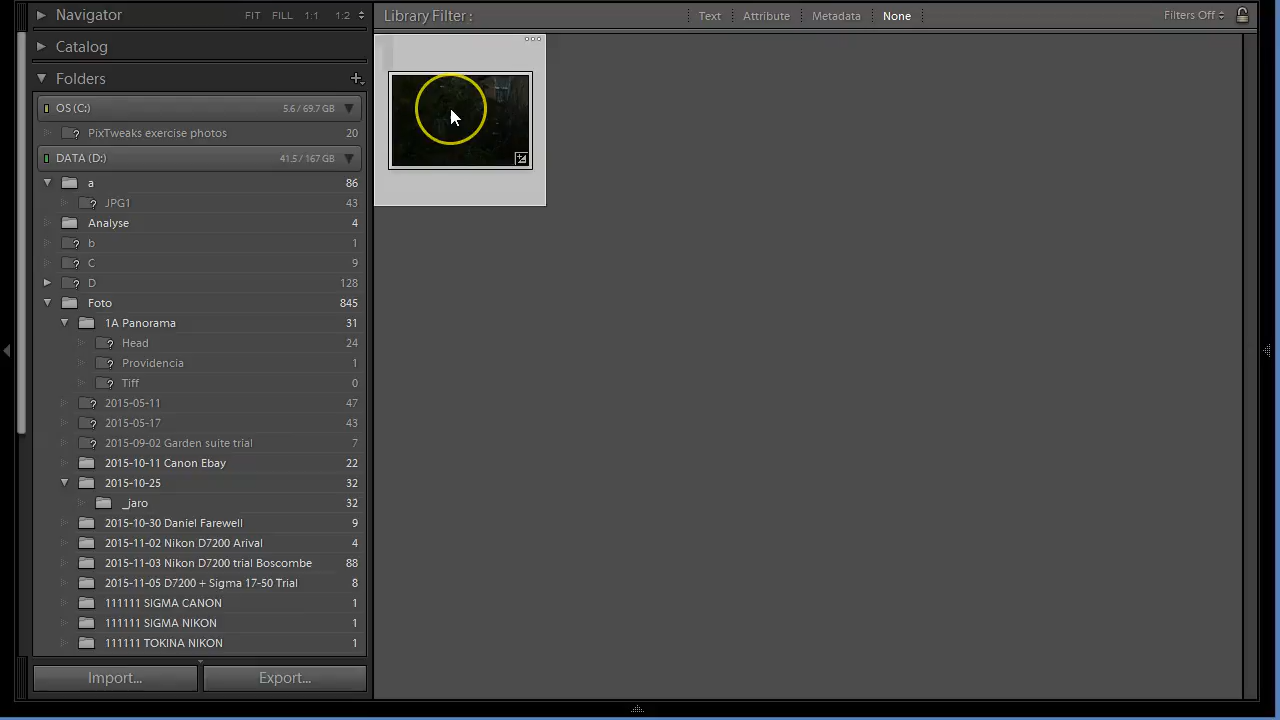 Navigator FIT FILL 1:1 1:2
Library Filter : Text Attribute Metadata None Filters Off
Catalog
Folders
OS (C:) 5.6 / 69.7 GB
? PixTweaks exercise photos 20
DATA (D:) 41.5 / 167 GB
a 86
? JPG1 43
Analyse 4
? b 1
? C 9
? D 128
Foto 845
1A Panorama 31
? Head 24
? Providencia 1
? Tiff 0
? 2015-05-11 47
? 2015-05-17 43
? 2015-09-02 Garden suite trial 7
2015-10-11 Canon Ebay 22
2015-10-25 32
_jaro 32
2015-10-30 Daniel Farewell 9
2015-11-02 Nikon D7200 Arival 4
2015-11-03 Nikon D7200 trial Boscombe 88
2015-11-05 D7200 + Sigma 17-50 Trial 8
111111 SIGMA CANON 1
111111 SIGMA NIKON 1
111111 TOKINA NIKON 1
Import... Export...